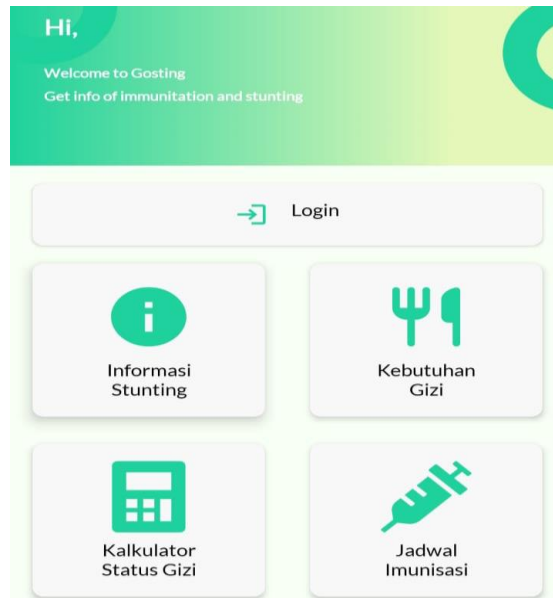 Hi,
Welcome to Gosting
Get info of immunitation and stunting
Login
Informasi
Stunting
Kebutuhan
Gizi
Kalkulator
Status Gizi
Jadwal
Imunisasi